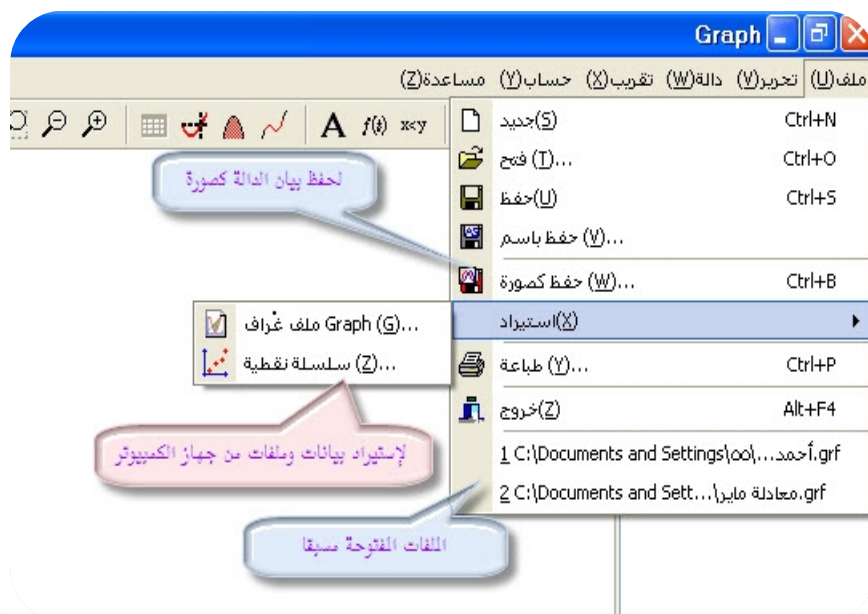 Graph
ملف(U) تحرير(V) دالة(W) تقريب(X) حساب(Y) مساعدة(Z)
A f(t) x<y
جديد(S) Ctrl+N
فتح (T)... Ctrl+O
لحفظ بيان الدالة كصورة
حفظ(U) Ctrl+S
حفظ باسم (V)...
حفظ كصورة (W)... Ctrl+B
استيراد(X)
ملف غْراف Graph (G)...
سلسلة نقطية (Z)...
طباعة (Y)... Ctrl+P
خروج(Z) Alt+F4
لإستيراد بيانات وملفات من جهاز الكمبيوتر
1 C:\Documents and Settings\oo\...أحمد.grf
2 C:\Documents and Sett...\معادلة ماير.grf
الملفات المفتوحة مسبقا